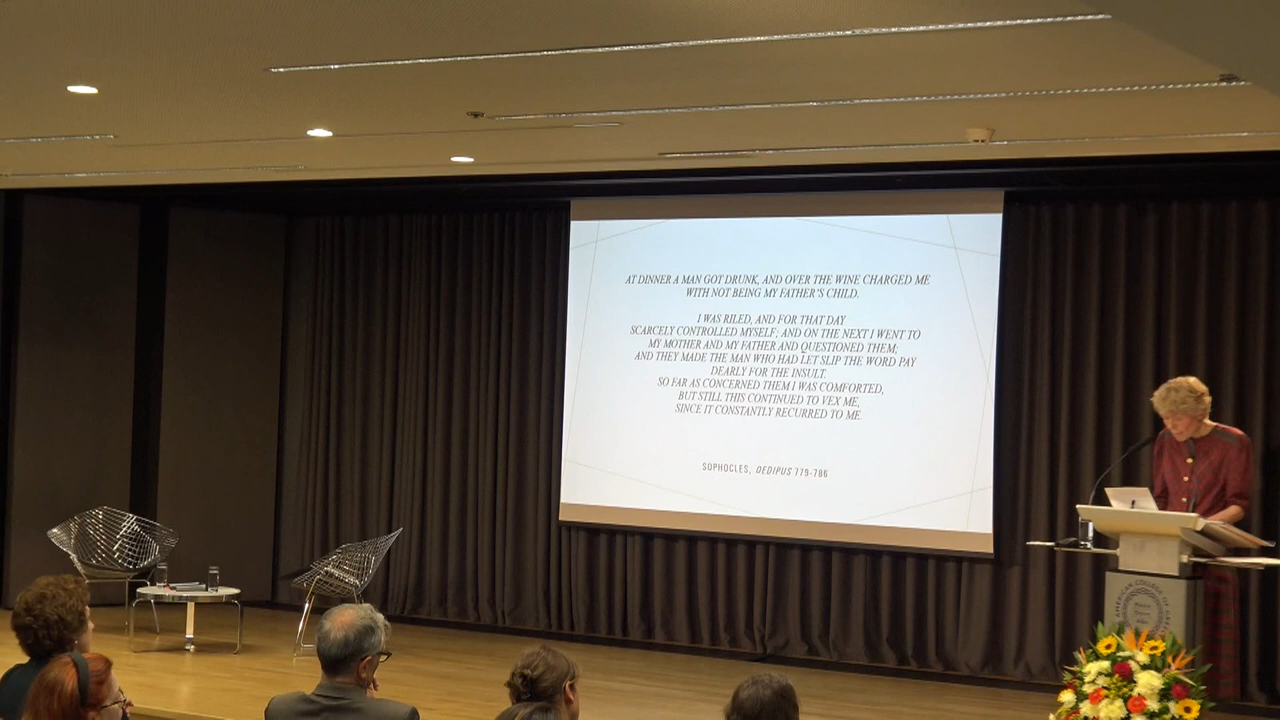 AT DINNER A MAN GOT DRUNK, AND OVER THE WINE CHARGED ME
WITH NOT BEING MY FATHER'S CHILD.
I WAS RILED, AND FOR THAT DAY
SCARCELY CONTROLLED MYSELF; AND ON THE NEXT I WENT TO
MY MOTHER AND MY FATHER AND QUESTIONED THEM;
AND THEY MADE THE MAN WHO HAD LET SLIP THE WORD PAY
DEARLY FOR THE INSULT.
SO FAR AS CONCERNED THEM I WAS COMFORTED,
BUT STILL THIS CONTINUED TO VEX ME,
SINCE IT CONSTANTLY RECURRED TO ME.
SOPHOCLES, OEDIPUS 779-786
AMERICAN COLLEGE OF GREECE